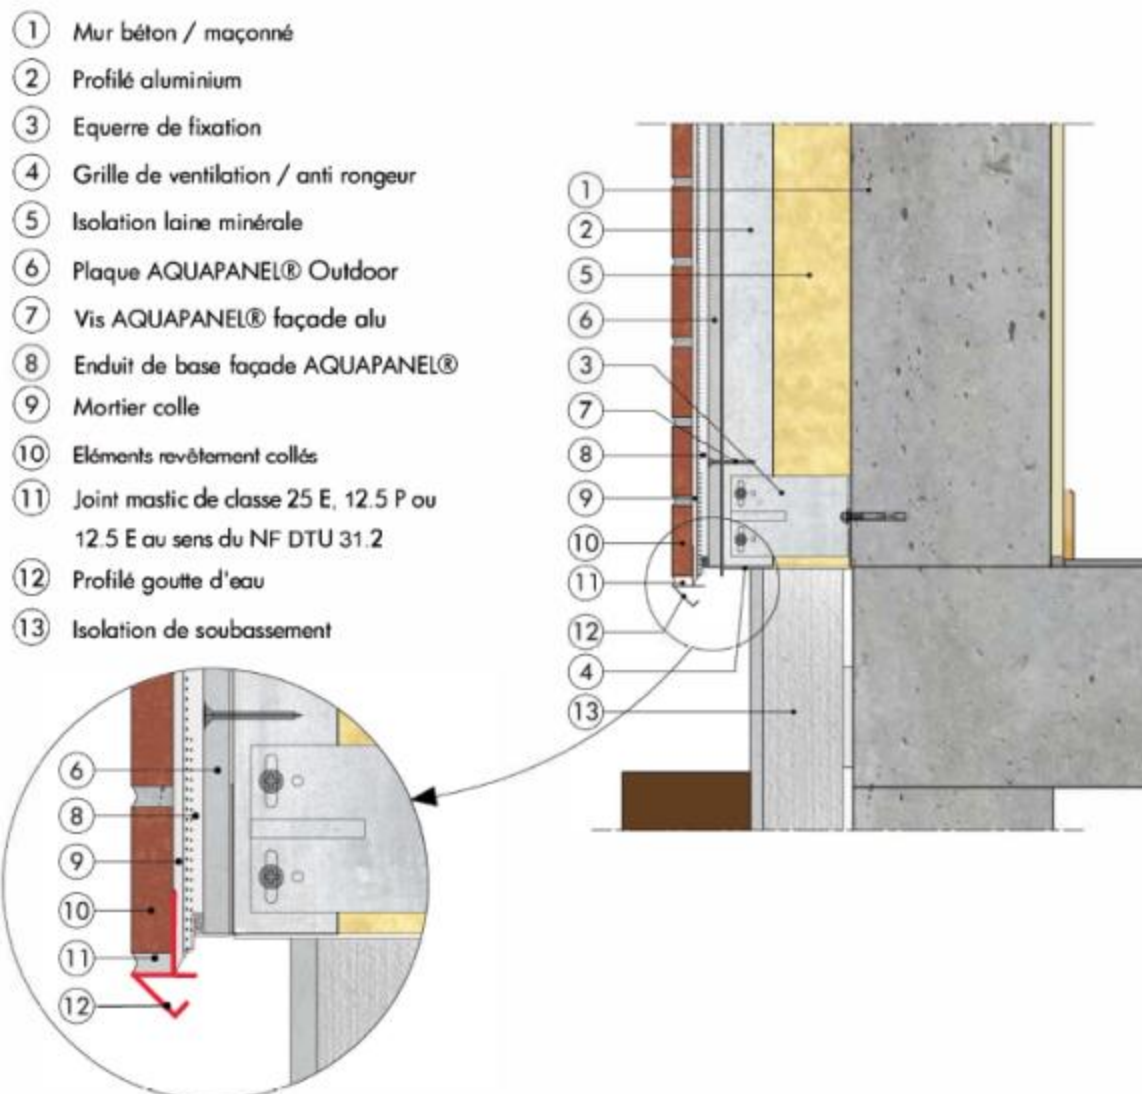 1 Mur béton / maçonné
2 Profilé aluminium
3 Equerre de fixation
4 Grille de ventilation / anti rongeur
5 Isolation laine minérale
6 Plaque AQUAPANEL® Outdoor
7 Vis AQUAPANEL® façade alu
8 Enduit de base façade AQUAPANEL®
9 Mortier colle
10 Eléments revêtement collés
11 Joint mastic de classe 25 E, 12.5 P ou
12.5 E au sens du NF DTU 31.2
12 Profilé goutte d'eau
13 Isolation de soubassement
1
2
5
6
3
7
8
9
10
11
12
4
13
6
8
9
10
11
12